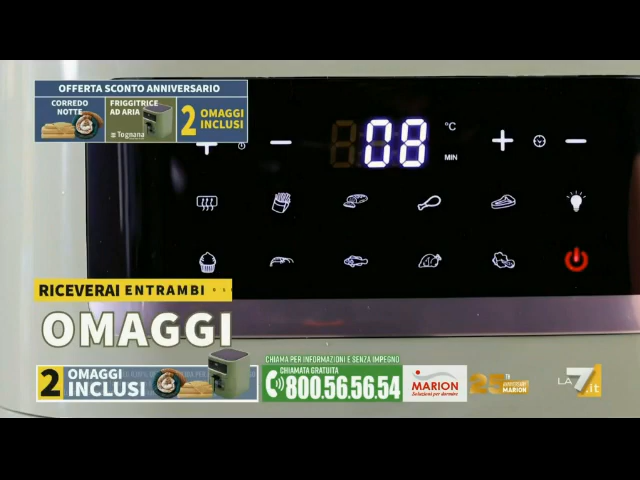 OFFERTA SCONTO ANNIVERSARIO
CORREDO
NOTTE
FRIGGITRICE
AD ARIA
Tognana
2 OMAGGI
INCLUSI
08
°C
MIN
RICEVERAI ENTRAMBI
OMAGGI
2 OMAGGI
INCLUSI
CHIAMA PER INFORMAZIONI E SENZA IMPEGNO
CHIAMATA GRATUITA
800.56.56.54
MARION
Soluzioni per dormire
25
MARION
LA7.it